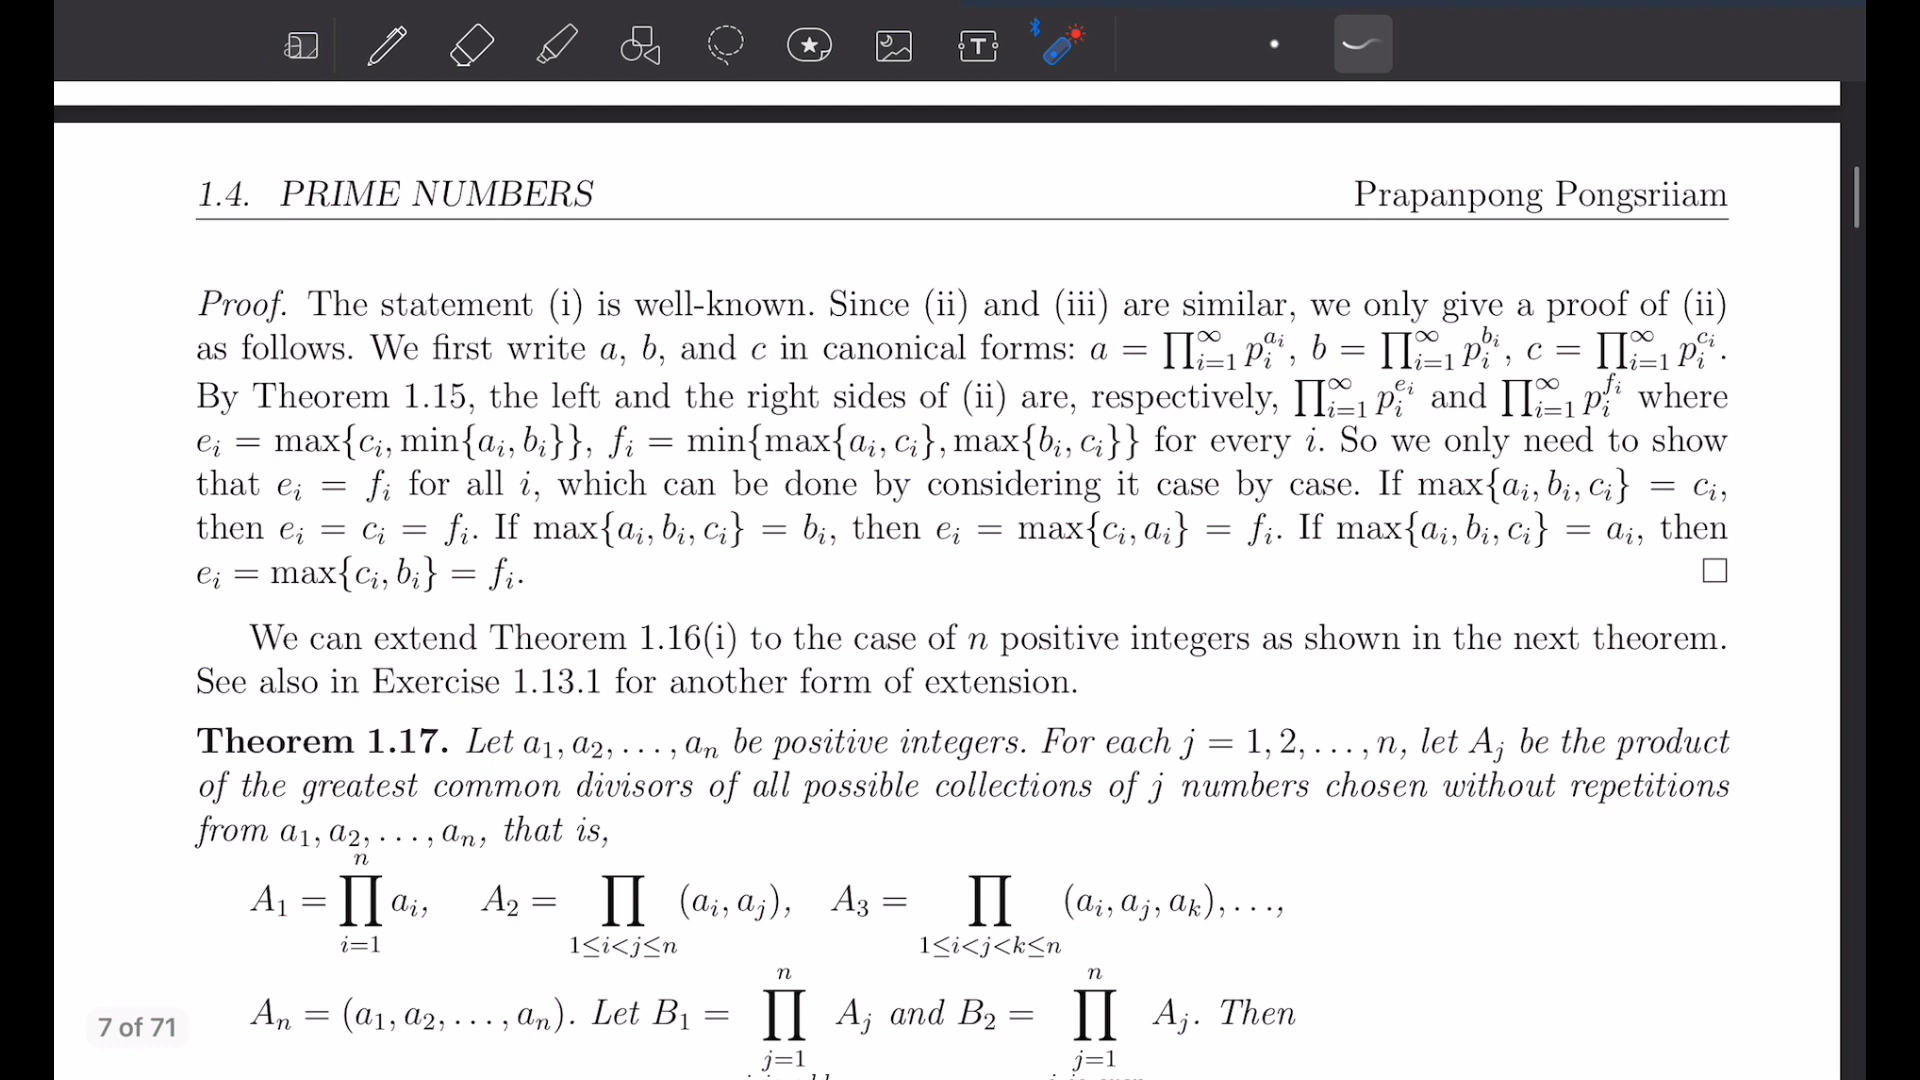 1.4. PRIME NUMBERS Prapanpong Pongsriiam
Proof. The statement (i) is well-known. Since (ii) and (iii) are similar, we only give a proof of (ii)
as follows. We first write a, b, and c in canonical forms: a = ∏_{i=1}^{∞} p_i^{a_i}, b = ∏_{i=1}^{∞} p_i^{b_i}, c = ∏_{i=1}^{∞} p_i^{c_i}.
By Theorem 1.15, the left and the right sides of (ii) are, respectively, ∏_{i=1}^{∞} p_i^{e_i} and ∏_{i=1}^{∞} p_i^{f_i} where
e_i = max{c_i, min{a_i, b_i}}, f_i = min{max{a_i, c_i}, max{b_i, c_i}} for every i. So we only need to show
that e_i = f_i for all i, which can be done by considering it case by case. If max{a_i, b_i, c_i} = c_i,
then e_i = c_i = f_i. If max{a_i, b_i, c_i} = b_i, then e_i = max{c_i, a_i} = f_i. If max{a_i, b_i, c_i} = a_i, then
e_i = max{c_i, b_i} = f_i. □
We can extend Theorem 1.16(i) to the case of n positive integers as shown in the next theorem.
See also in Exercise 1.13.1 for another form of extension.
Theorem 1.17. Let a_1, a_2, . . . , a_n be positive integers. For each j = 1, 2, . . . , n, let A_j be the product
of the greatest common divisors of all possible collections of j numbers chosen without repetitions
from a_1, a_2, . . . , a_n, that is,
A_1 = ∏_{i=1}^{n} a_i, A_2 = ∏_{1≤i<j≤n} (a_i, a_j), A_3 = ∏_{1≤i<j<k≤n} (a_i, a_j, a_k), . . . ,
A_n = (a_1, a_2, . . . , a_n). Let B_1 = ∏_{j=1}^{n} A_j and B_2 = ∏_{j=1}^{n} A_j. Then
7 of 71